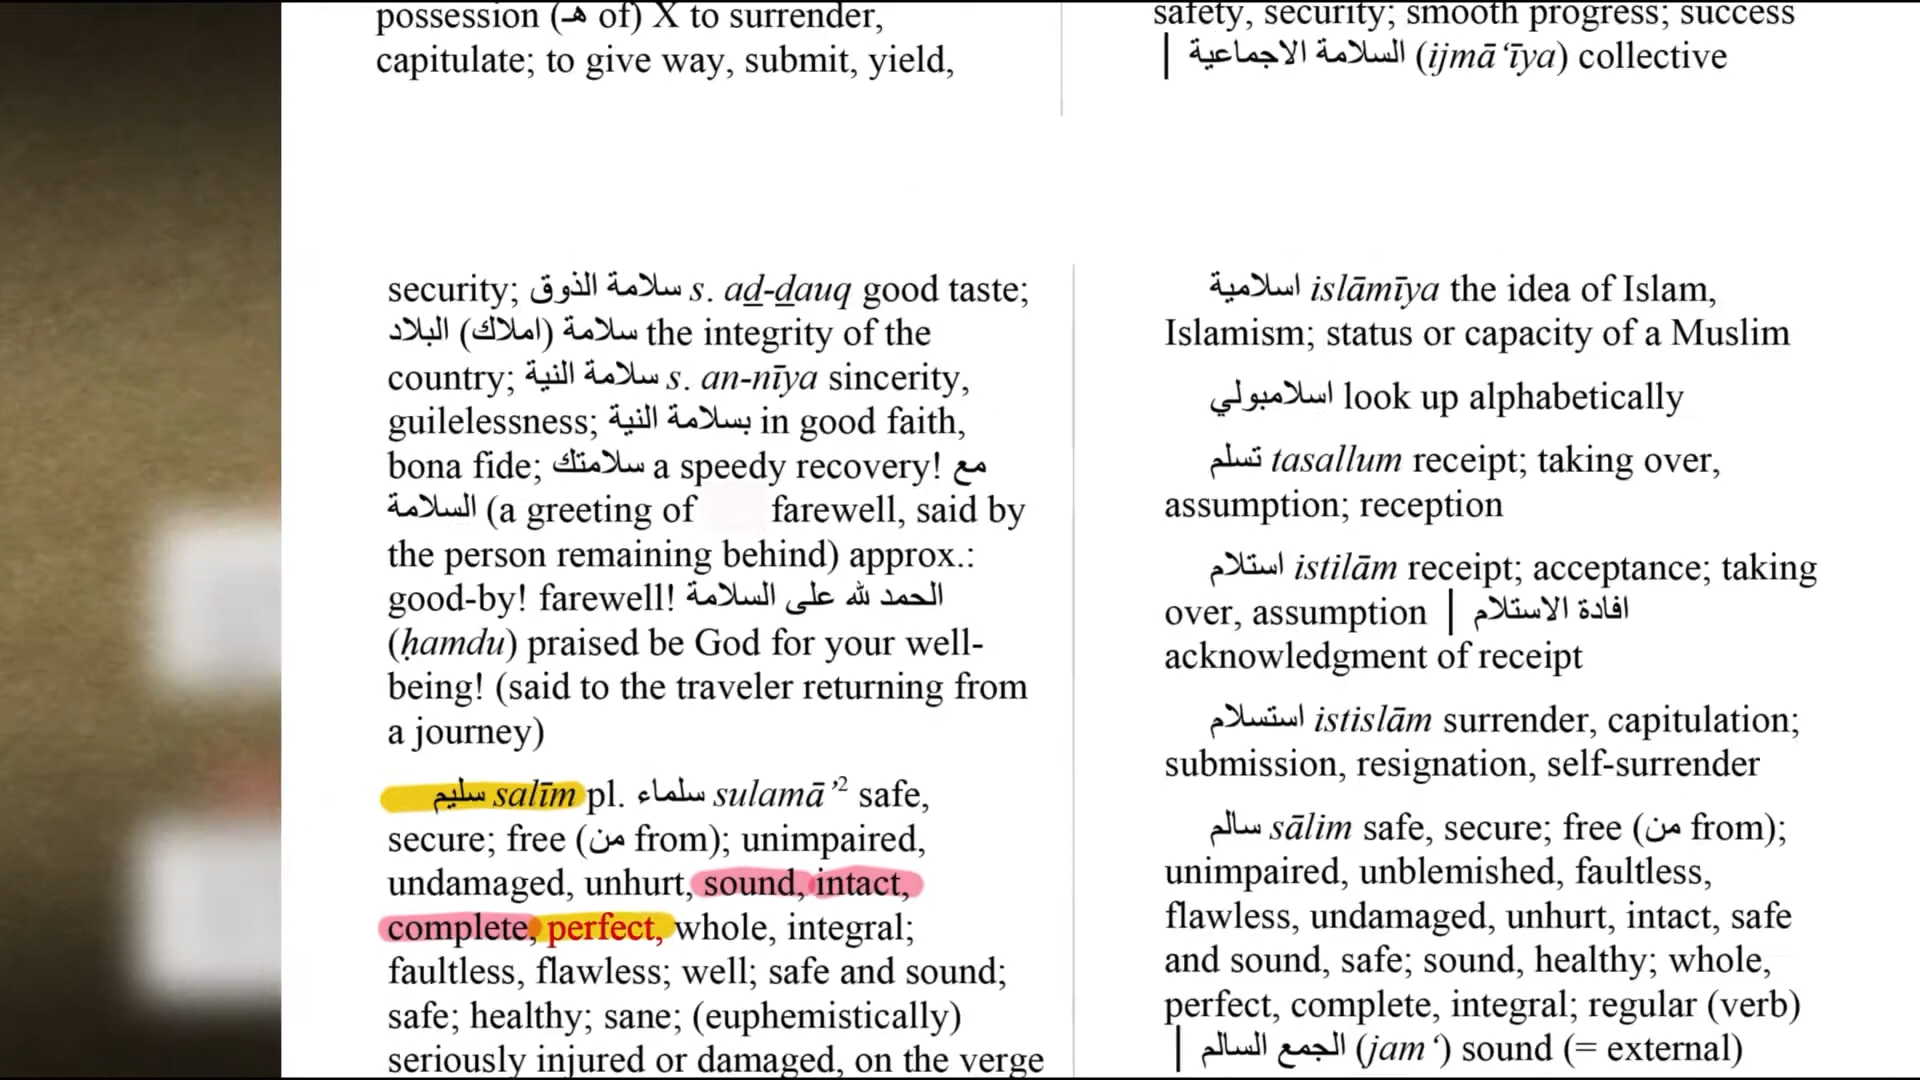 possession (هـ of) X to surrender,
capitulate; to give way, submit, yield,
security; سلامة الذوق s. ad-dauq good taste;
سلامة (املاك) البلاد the integrity of the
country; سلامة النية s. an-nīya sincerity,
guilelessness; بسلامة النية in good faith,
bona fide; سلامتك a speedy recovery! مع
السلامة (a greeting of farewell, said by
the person remaining behind) approx.:
good-by! farewell! الحمد لله على السلامة
(ḥamdu) praised be God for your well-
being! (said to the traveler returning from
a journey)
سليم salīm pl. سلماء sulamā’² safe,
secure; free (من from); unimpaired,
undamaged, unhurt, sound, intact,
complete, perfect, whole, integral;
faultless, flawless; well; safe and sound;
safe; healthy; sane; (euphemistically)
seriously injured or damaged, on the verge
safety, security; smooth progress; success
| السلامة الاجماعية (ijmā‘īya) collective
اسلامية islāmīya the idea of Islam,
Islamism; status or capacity of a Muslim
اسلامبولي look up alphabetically
تسلم tasallum receipt; taking over,
assumption; reception
استلام istilām receipt; acceptance; taking
over, assumption | افادة الاستلام
acknowledgment of receipt
استسلام istislām surrender, capitulation;
submission, resignation, self-surrender
سالم sālim safe, secure; free (من from);
unimpaired, unblemished, faultless,
flawless, undamaged, unhurt, intact, safe
and sound, safe; sound, healthy; whole,
perfect, complete, integral; regular (verb)
| الجمع السالم (jam‘) sound (= external)